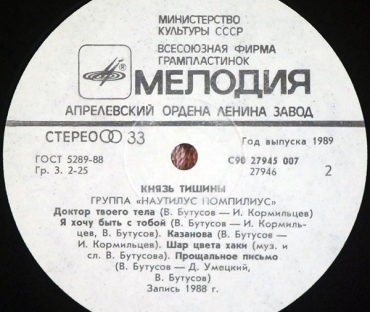 МИНИСТЕРСТВО
КУЛЬТУРЫ СССР
ВСЕСОЮЗНАЯ ФИРМА
ГРАМПЛАСТИНОК
МЕЛОДИЯ
АПРЕЛЕВСКИЙ ОРДЕНА ЛЕНИНА ЗАВОД
СТЕРЕО 33
Год выпуска 1989
ГОСТ 5289-88
С90 27945 007
Гр. 3. 2-25
27946
2
КНЯЗЬ ТИШИНЫ
ГРУППА «НАУТИЛУС ПОМПИЛИУС»
Доктор твоего тела (В. Бутусов — И. Кормильцев)
Я хочу быть с тобой (В. Бутусов — И. Кормиль-
цев, В. Бутусов). Казанова (В. Бутусов —
И. Кормильцев). Шар цвета хаки (муз. и
сл. В. Бутусова). Прощальное письмо
(В. Бутусов — Д. Умецкий,
В. Бутусов)
Запись 1988 г.